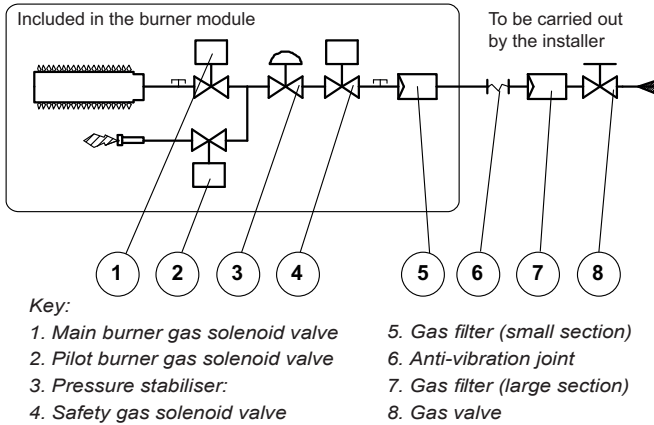 Included in the burner module
To be carried out
by the installer
1 2 3 4 5 6 7 8
Key:
1. Main burner gas solenoid valve
2. Pilot burner gas solenoid valve
3. Pressure stabiliser:
4. Safety gas solenoid valve
5. Gas filter (small section)
6. Anti-vibration joint
7. Gas filter (large section)
8. Gas valve